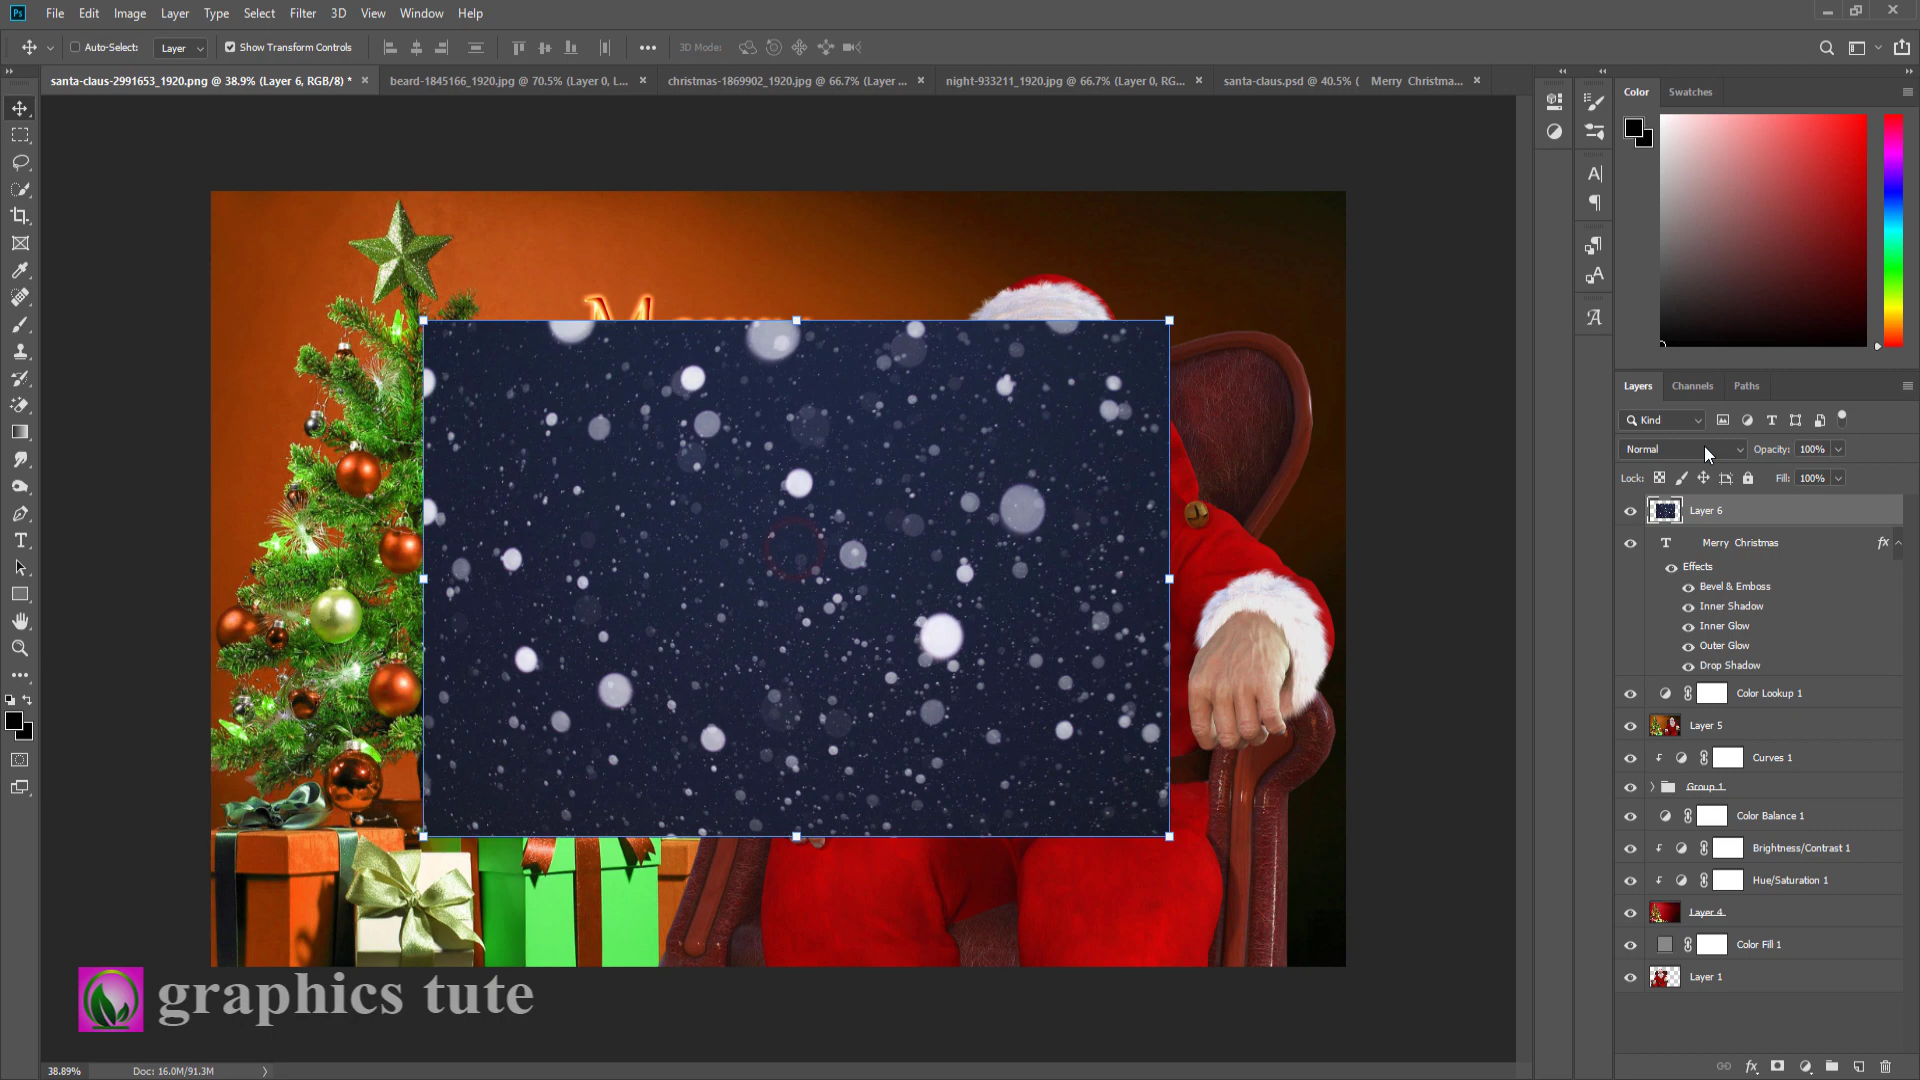 Ps File Edit Image Layer Type Select Filter 3D View Window Help
Auto-Select: Layer Show Transform Controls 3D Mode:
santa-claus-2991653_1920.png @ 38.9% (Layer 6, RGB/8) * beard-1845166_1920.jpg @ 70.5% (Layer 0, L... christmas-1869902_1920.jpg @ 66.7% (Layer ... night-933211_1920.jpg @ 66.7% (Layer 0, RG... santa-claus.psd @ 40.5% ( Merry Christma...
Color Swatches
Layers Channels Paths
Kind
Normal Opacity: 100%
Lock: Fill: 100%
Layer 6
Merry Christmas fx
Effects
Bevel & Emboss
Inner Shadow
Inner Glow
Outer Glow
Drop Shadow
Color Lookup 1
Layer 5
Curves 1
Group 1
Color Balance 1
Brightness/Contrast 1
Hue/Saturation 1
Layer 4
Color Fill 1
Layer 1
graphics tute
38.89% Doc: 16.0M/91.3M